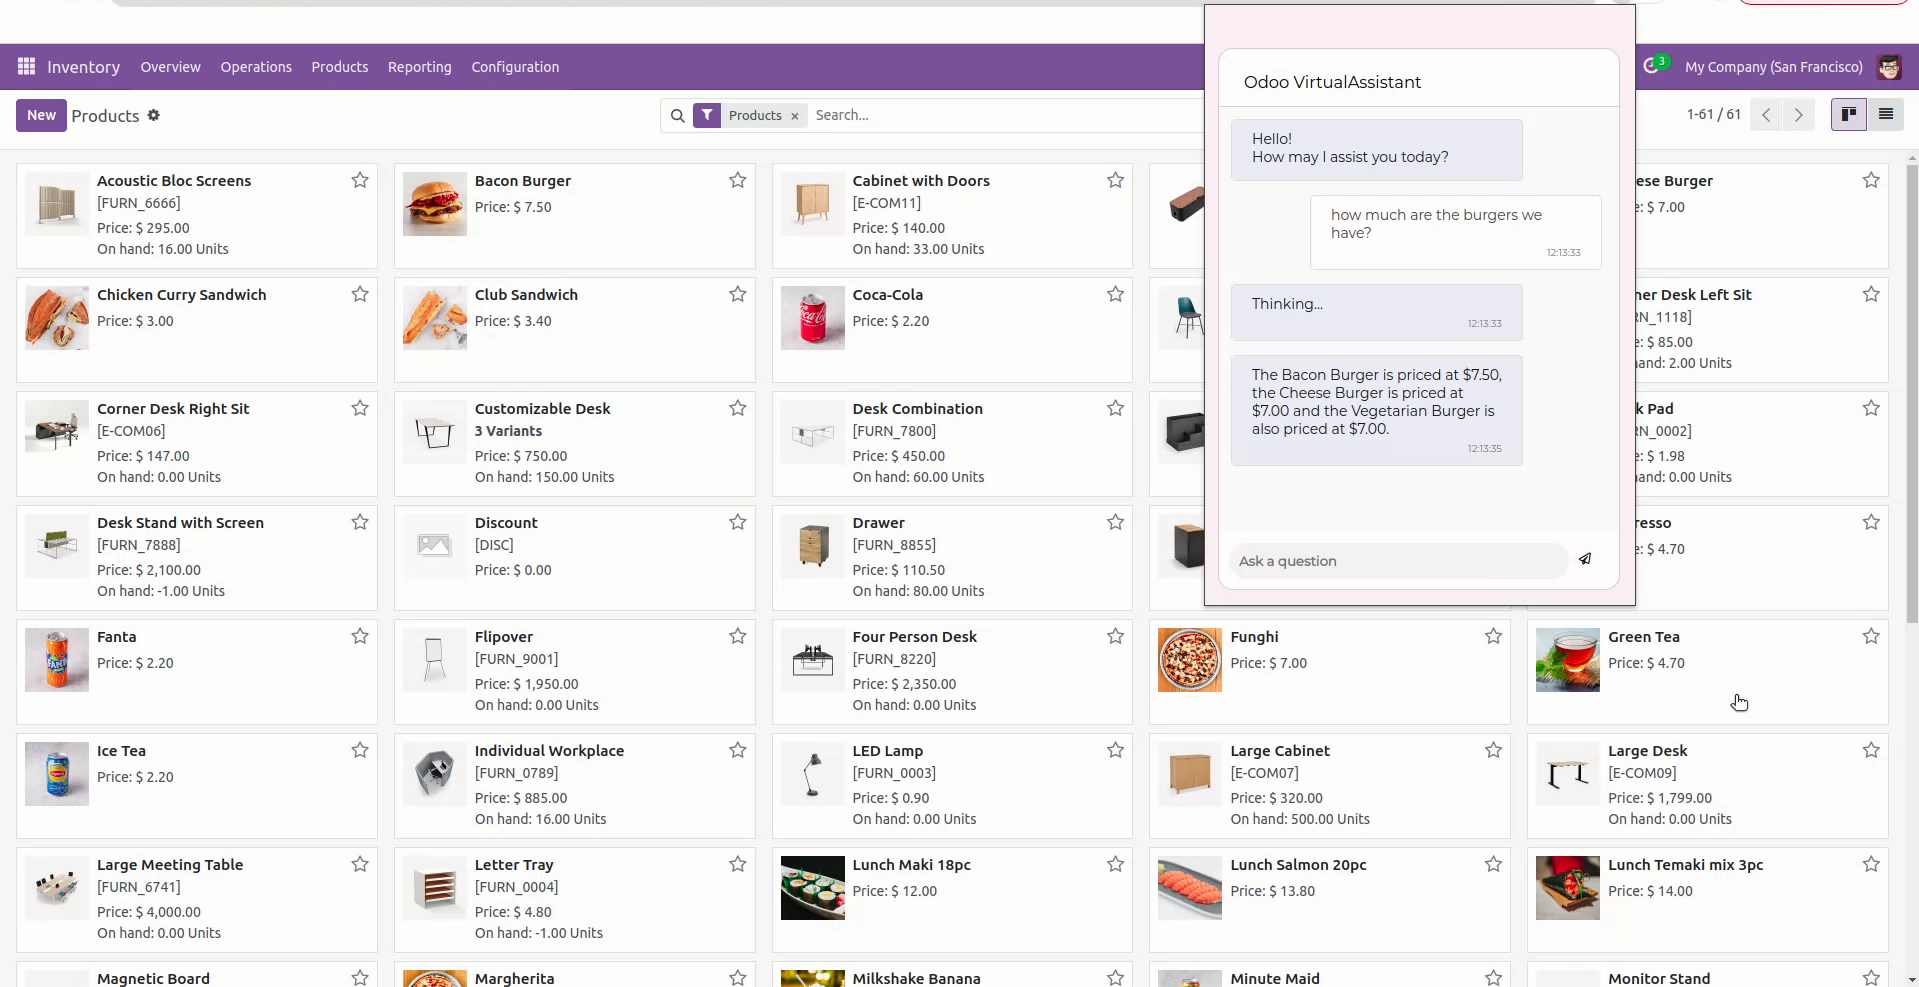 Inventory
Overview
Operations
Products
Reporting
Configuration
3
My Company (San Francisco)
New
Products
Products ×
Search...
1-61 / 61
Acoustic Bloc Screens
[FURN_6666]
Price: $ 295.00
On hand: 16.00 Units
Bacon Burger
Price: $ 7.50
Cabinet with Doors
[E-COM11]
Price: $ 140.00
On hand: 33.00 Units
ese Burger
e: $ 7.00
Chicken Curry Sandwich
Price: $ 3.00
Club Sandwich
Price: $ 3.40
Coca-Cola
Price: $ 2.20
ner Desk Left Sit
RN_1118]
e: $ 85.00
and: 2.00 Units
Corner Desk Right Sit
[E-COM06]
Price: $ 147.00
On hand: 0.00 Units
Customizable Desk
3 Variants
Price: $ 750.00
On hand: 150.00 Units
Desk Combination
[FURN_7800]
Price: $ 450.00
On hand: 60.00 Units
k Pad
RN_0002]
e: $ 1.98
and: 0.00 Units
Desk Stand with Screen
[FURN_7888]
Price: $ 2,100.00
On hand: -1.00 Units
Discount
[DISC]
Price: $ 0.00
Drawer
[FURN_8855]
Price: $ 110.50
On hand: 80.00 Units
resso
e: $ 4.70
Odoo VirtualAssistant
Hello!
How may I assist you today?
how much are the burgers we
have?
12:13:33
Thinking...
12:13:33
The Bacon Burger is priced at $7.50,
the Cheese Burger is priced at
$7.00 and the Vegetarian Burger is
also priced at $7.00.
12:13:35
Ask a question
Fanta
Price: $ 2.20
Flipover
[FURN_9001]
Price: $ 1,950.00
On hand: 0.00 Units
Four Person Desk
[FURN_8220]
Price: $ 2,350.00
On hand: 0.00 Units
Funghi
Price: $ 7.00
Green Tea
Price: $ 4.70
Ice Tea
Price: $ 2.20
Individual Workplace
[FURN_0789]
Price: $ 885.00
On hand: 16.00 Units
LED Lamp
[FURN_0003]
Price: $ 0.90
On hand: 0.00 Units
Large Cabinet
[E-COM07]
Price: $ 320.00
On hand: 500.00 Units
Large Desk
[E-COM09]
Price: $ 1,799.00
On hand: 0.00 Units
Large Meeting Table
[FURN_6741]
Price: $ 4,000.00
On hand: 0.00 Units
Letter Tray
[FURN_0004]
Price: $ 4.80
On hand: -1.00 Units
Lunch Maki 18pc
Price: $ 12.00
Lunch Salmon 20pc
Price: $ 13.80
Lunch Temaki mix 3pc
Price: $ 14.00
Magnetic Board
Margherita
Milkshake Banana
Minute Maid
Monitor Stand